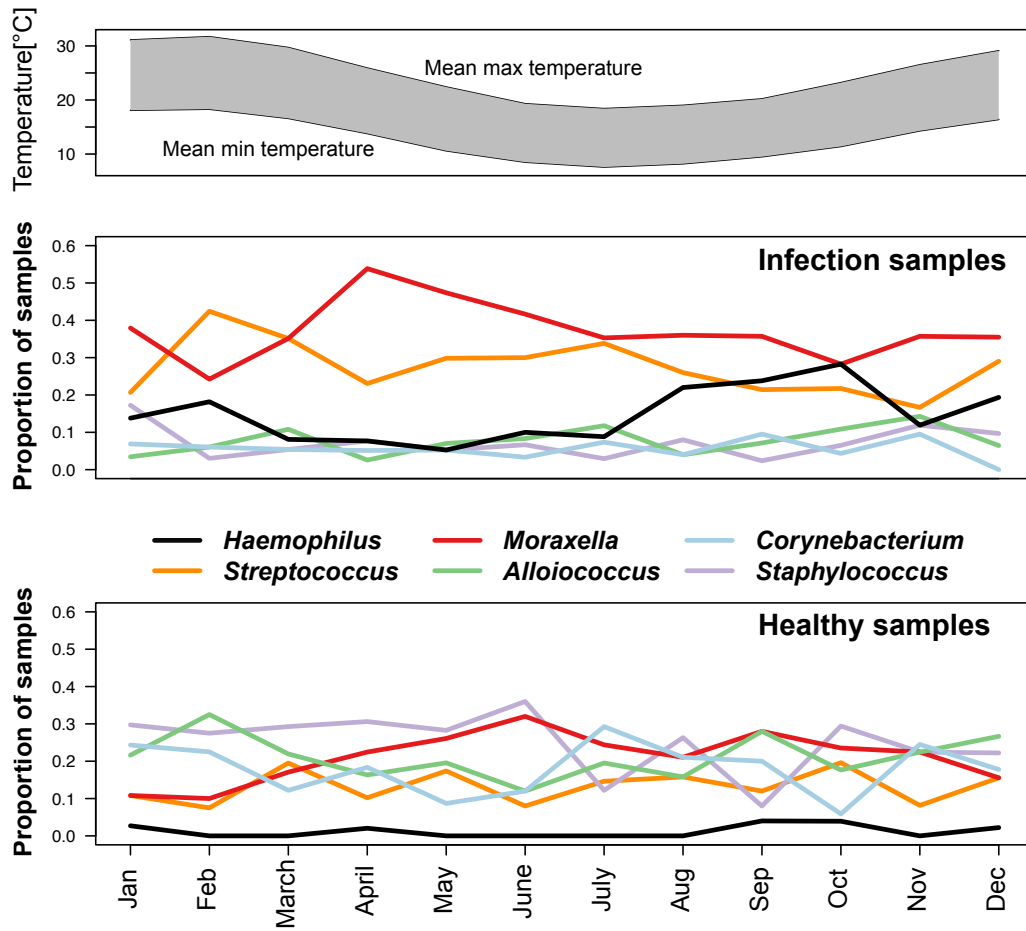 Temperature[°C]
30
20
10
Mean max temperature
Mean min temperature
Proportion of samples
0.6
0.5
0.4
0.3
0.2
0.1
0.0
Infection samples
Haemophilus
Moraxella
Corynebacterium
Streptococcus
Alloiococcus
Staphylococcus
Proportion of samples
0.6
0.5
0.4
0.3
0.2
0.1
0.0
Healthy samples
Jan
Feb
March
April
May
June
July
Aug
Sep
Oct
Nov
Dec